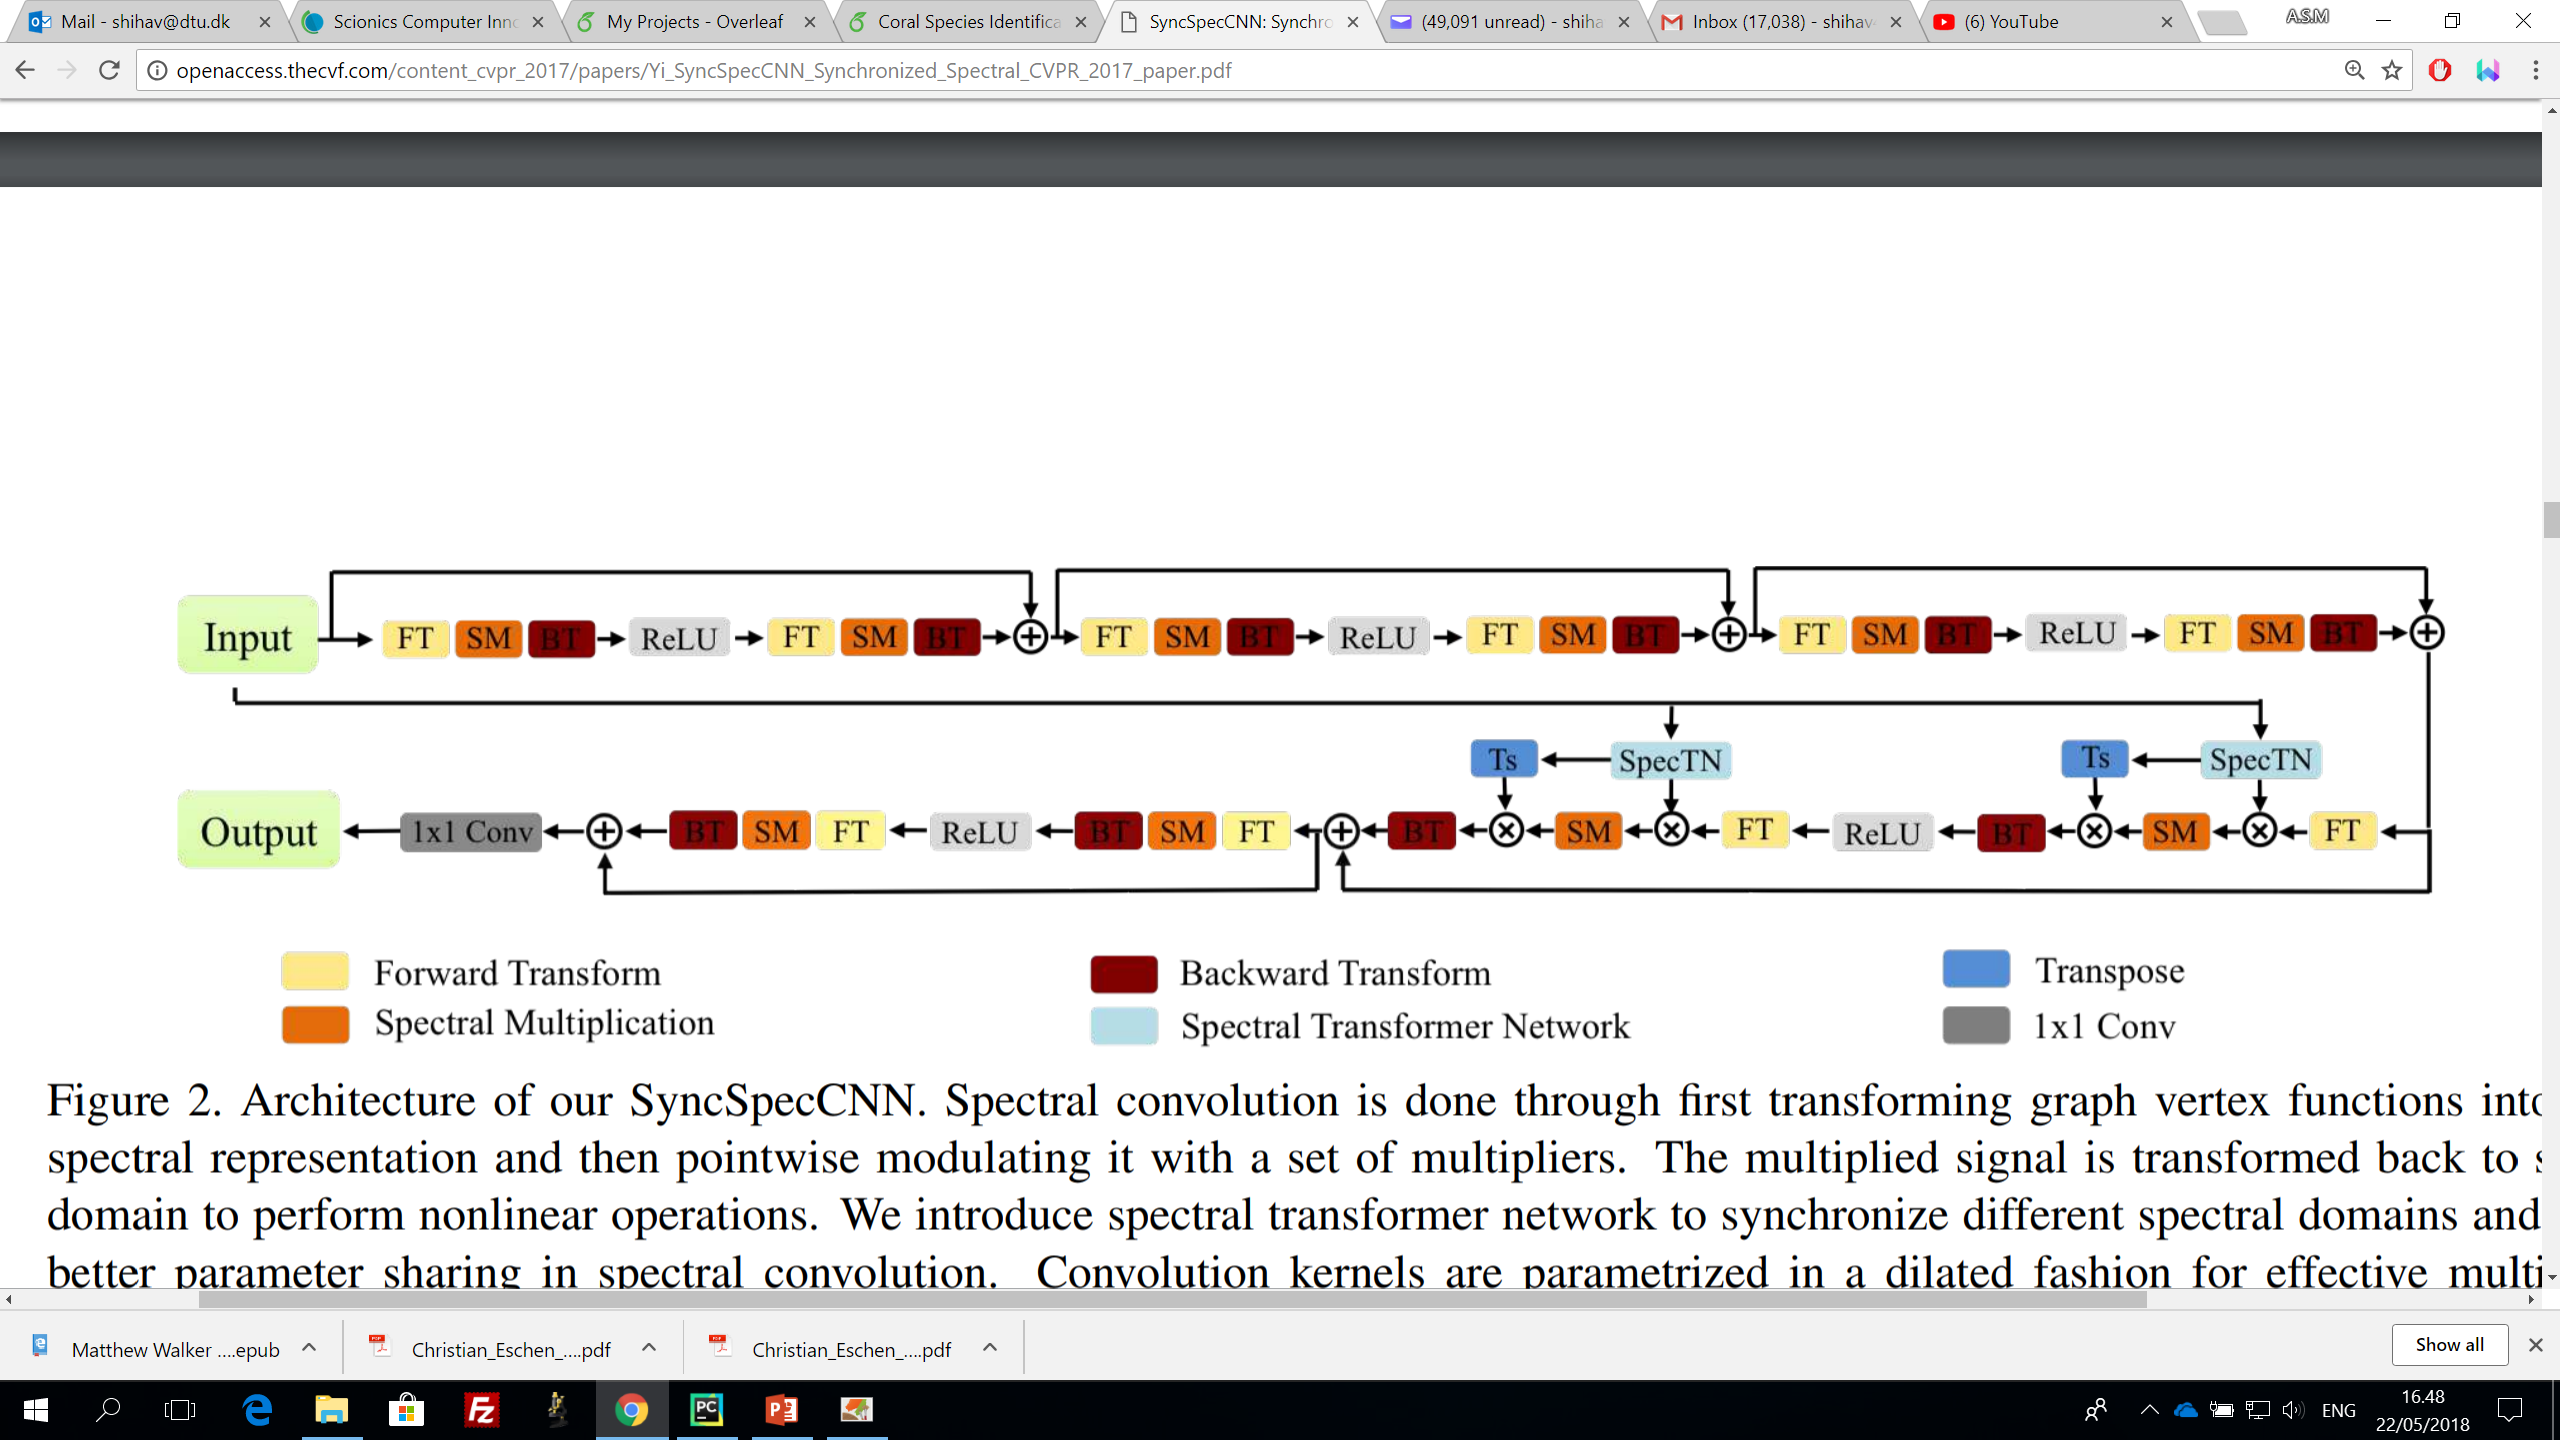 Mail - shihav@dtu.dk
Scionics Computer Inno
My Projects - Overleaf
Coral Species Identifica
SyncSpecCNN: Synchro
(49,091 unread) - shiha
Inbox (17,038) - shihav
(6) YouTube
A.S.M
openaccess.thecvf.com/content_cvpr_2017/papers/Yi_SyncSpecCNN_Synchronized_Spectral_CVPR_2017_paper.pdf
Input FT SM BT ReLU FT SM BT FT SM BT ReLU FT SM BT FT SM BT ReLU FT SM BT
Ts SpecTN Ts SpecTN
Output 1x1 Conv BT SM FT ReLU BT SM FT BT SM FT ReLU BT SM FT
Forward Transform Backward Transform Transpose
Spectral Multiplication Spectral Transformer Network 1x1 Conv
Figure 2. Architecture of our SyncSpecCNN. Spectral convolution is done through first transforming graph vertex functions into
spectral representation and then pointwise modulating it with a set of multipliers. The multiplied signal is transformed back to s
domain to perform nonlinear operations. We introduce spectral transformer network to synchronize different spectral domains and
better parameter sharing in spectral convolution. Convolution kernels are parametrized in a dilated fashion for effective multi
Matthew Walker ....epub
Christian_Eschen_....pdf
Christian_Eschen_....pdf
Show all
ENG
16.48
22/05/2018